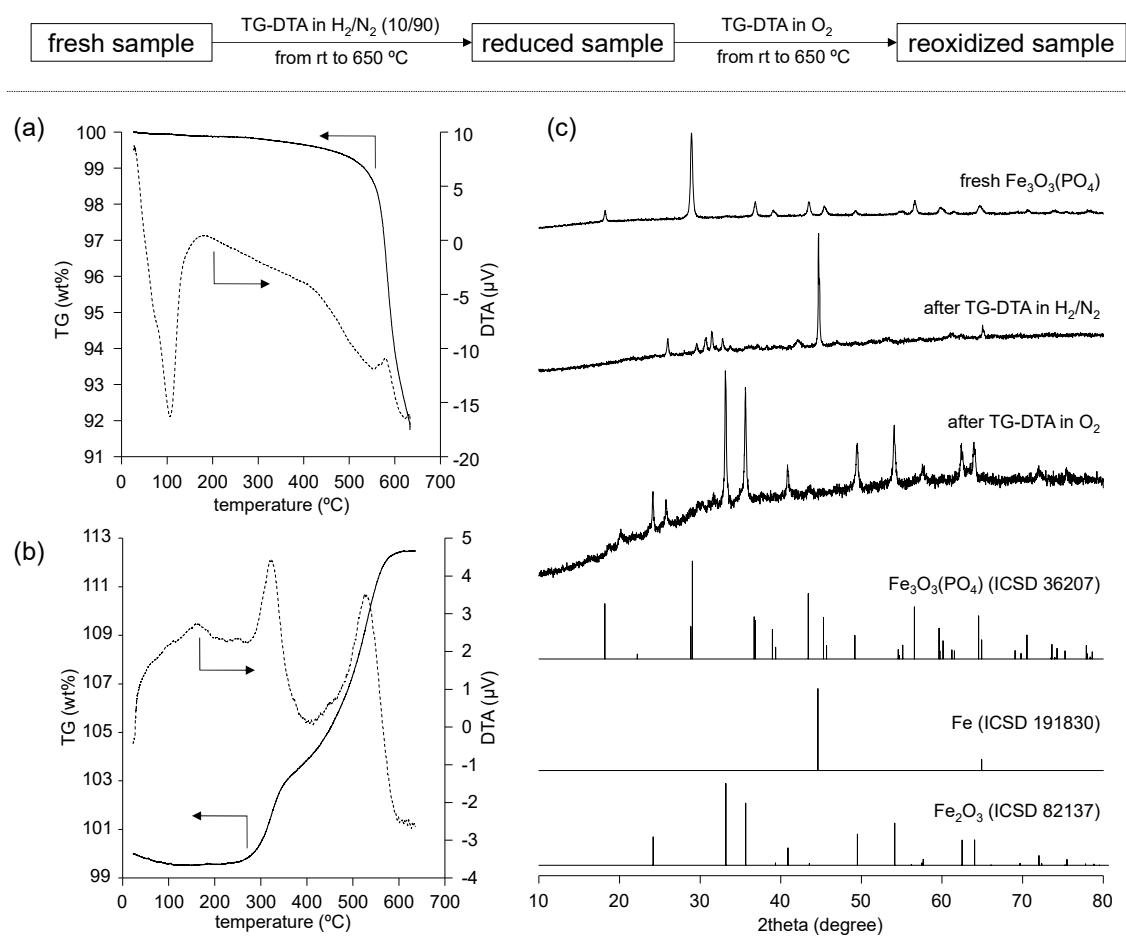 TG-DTA in H₂/N₂ (10/90)
TG-DTA in O₂
fresh sample
reduced sample
reoxidized sample
from rt to 650 ºC
from rt to 650 ºC
(a)
100
99
98
97
96
95
94
93
92
91
TG (wt%)
10
5
0
-5
-10
-15
-20
DTA (µV)
0 100 200 300 400 500 600 700
temperature (ºC)
(b)
113
111
109
107
105
103
101
99
TG (wt%)
5
4
3
2
1
0
-1
-2
-3
-4
DTA (µV)
0 100 200 300 400 500 600 700
temperature (ºC)
(c)
fresh Fe₃O₃(PO₄)
after TG-DTA in H₂/N₂
after TG-DTA in O₂
Fe₃O₃(PO₄) (ICSD 36207)
Fe (ICSD 191830)
Fe₂O₃ (ICSD 82137)
10 20 30 40 50 60 70 80
2theta (degree)